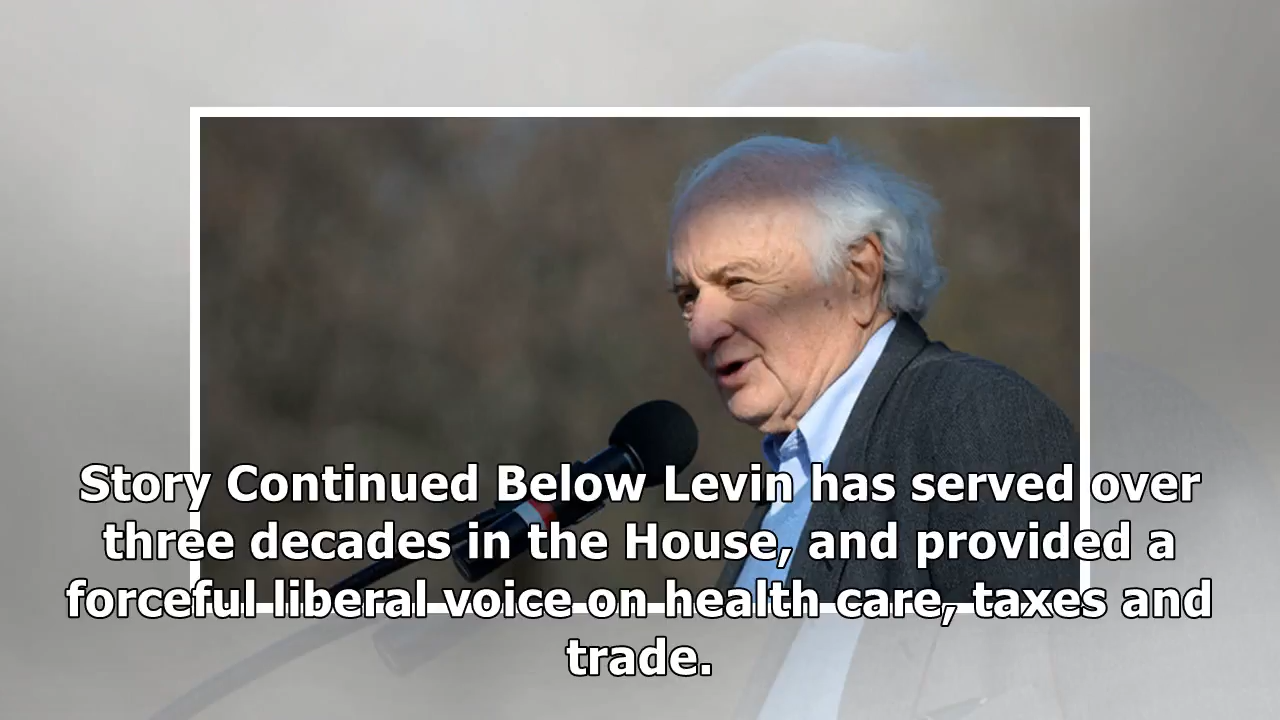 Story Continued Below Levin has served over
three decades in the House, and provided a
forceful liberal voice on health care, taxes and
trade.